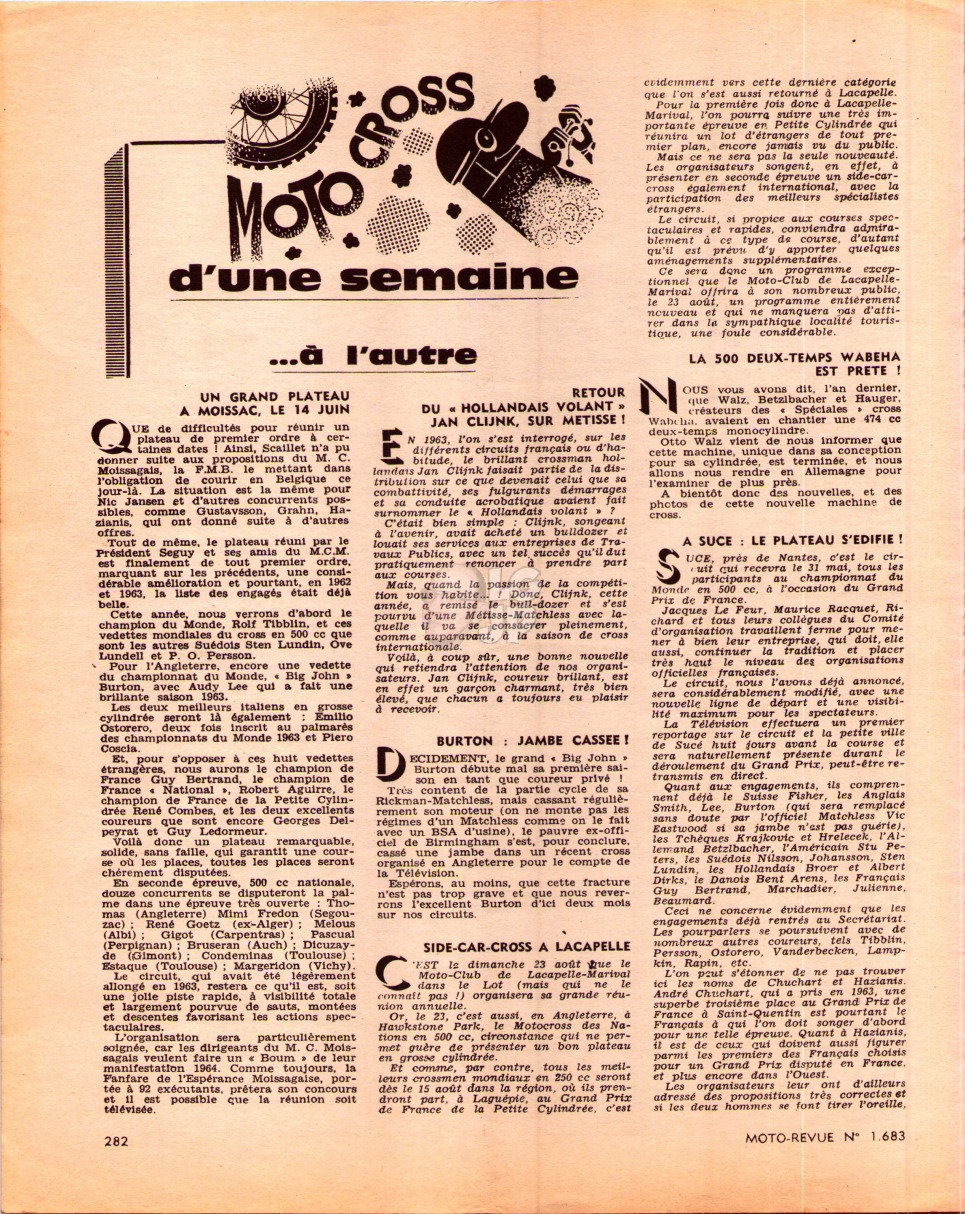 MOTO CROSS
d'une semaine
...à l'autre
UN GRAND PLATEAU
A MOISSAC, LE 14 JUIN
QUE de difficultés pour réunir un
plateau de premier ordre à cer-
taines dates ! Ainsi, Scaillet n'a pu
donner suite aux propositions du M. C.
Moissagais, la F.M.B. le mettant dans
l'obligation de courir en Belgique ce
jour-là. La situation est la même pour
Nic Jansen et d'autres concurrents pos-
sibles, comme Gustavsson, Grahn, Ha-
zianis, qui ont donné suite à d'autres
offres.
Tout de même, le plateau réuni par le
Président Seguy et ses amis du M.C.M.
est finalement de tout premier ordre,
marquant sur les précédents, une consi-
dérable amélioration et pourtant, en 1962
et 1963, la liste des engagés était déjà
belle.
Cette année, nous verrons d'abord le
champion du Monde, Rolf Tibblin, et ces
vedettes mondiales du cross en 500 cc que
sont les autres Suédois Sten Lundin, Ove
Lundell et P. O. Persson.
Pour l'Angleterre, encore une vedette
du championnat du Monde, « Big John »
Burton, avec Audy Lee qui a fait une
brillante saison 1963.
Les deux meilleurs italiens en grosse
cylindrée seront là également : Emilio
Ostorero, deux fois inscrit au palmarès
des championnats du Monde 1963 et Piero
Coscia.
Et, pour s'opposer à ces huit vedettes
étrangères, nous aurons le champion de
France Guy Bertrand, le champion de
France « National », Robert Aguirre, le
champion de France de la Petite Cylin-
drée René Combes, et les deux excellents
coureurs que sont encore Georges Del-
peyrat et Guy Ledormeur.
Voilà donc un plateau remarquable,
solide, sans faille, qui garantit une cour-
se où les places, toutes les places seront
chèrement disputées.
En seconde épreuve, 500 cc nationale,
douze concurrents se disputeront la pal-
me dans une épreuve très ouverte : Tho-
mas (Angleterre) Mimi Fredon (Segou-
zac) ; René Goetz (ex-Alger) ; Melous
(Albi) ; Gigot (Carpentras) ; Pascual
(Perpignan) ; Bruseran (Auch) ; Dicuzay-
de (Gimont) ; Condeminas (Toulouse) ;
Estaque (Toulouse) ; Margeridon (Vichy).
Le circuit, qui avait été légèrement
allongé en 1963, restera ce qu'il est, soit
une jolie piste rapide, à visibilité totale
et largement pourvue de sauts, montées
et descentes favorisant les actions spec-
taculaires.
L'organisation sera particulièrement
soignée, car les dirigeants du M. C. Mois-
sagais veulent faire un « Boum » de leur
manifestation 1964. Comme toujours, la
Fanfare de l'Espérance Moissagaise, por-
tée à 92 exécutants, prêtera son concours
et il est possible que la réunion soit
télévisée.
RETOUR
DU « HOLLANDAIS VOLANT »
JAN CLIJNK, SUR METISSE !
EN 1963, l'on s'est interrogé, sur les
différents circuits français ou d'ha-
bitude, le brillant crossman hol-
landais Jan Clijnk faisait partie de la dis-
tribution sur ce que devenait celui que sa
combattivité, ses fulgurants démarrages
et sa conduite acrobatique avaient fait
surnommer le « Hollandais volant » ?
C'était bien simple : Clijnk, songeant
à l'avenir, avait acheté un bulldozer et
louait ses services aux entreprises de Tra-
vaux Publics, avec un tel succès qu'il dut
pratiquement renoncer à prendre part
aux courses.
Mais, quand la passion de la compéti-
tion vous habite... ! Donc, Clijnk, cette
année, a remisé le bull-dozer et s'est
pourvu d'une Métisse-Matchless avec la-
quelle il va se consacrer pleinement,
comme auparavant, à la saison de cross
internationale.
Voilà, à coup sûr, une bonne nouvelle
qui retiendra l'attention de nos organi-
sateurs. Jan Clijnk, coureur brillant, est
en effet un garçon charmant, très bien
élevé, que chacun a toujours eu plaisir
à recevoir.
BURTON : JAMBE CASSEE !
DECIDEMENT, le grand « Big John »
Burton débute mal sa première sai-
son en tant que coureur privé !
Très content de la partie cycle de sa
Rickman-Matchless, mais cassant réguliè-
rement son moteur (on ne monte pas les
régimes d'un Matchless comme on le fait
avec un BSA d'usine), le pauvre ex-offi-
ciel de Birmingham s'est, pour conclure,
cassé une jambe dans un récent cross
organisé en Angleterre pour le compte de
la Télévision.
Espérons, au moins, que cette fracture
n'est pas trop grave et que nous rever-
rons l'excellent Burton d'ici deux mois
sur nos circuits.
SIDE-CAR-CROSS A LACAPELLE
C'EST le dimanche 23 août que le
Moto-Club de Lacapelle-Marival
dans le Lot (mais qui ne le
connaît pas !) organisera sa grande réu-
nion annuelle.
Or, le 23, c'est aussi, en Angleterre, à
Hawkstone Park, le Motocross des Na-
tions en 500 cc, circonstance qui ne per-
met guère de présenter un bon plateau
en grosse cylindrée.
Et comme, par contre, tous les meil-
leurs crossmen mondiaux en 250 cc seront
dès le 15 août dans la région, où ils pren-
dront part, à Laguépie, au Grand Prix
de France de la Petite Cylindrée, c'est
evidemment vers cette dernière catégorie
que l'on s'est aussi retourné à Lacapelle.
Pour la première fois donc à Lacapelle-
Marival, l'on pourra suivre une très im-
portante épreuve en Petite Cylindrée qui
réunira un lot d'étrangers de tout pre-
mier plan, encore jamais vu du public.
Mais ce ne sera pas la seule nouveauté.
Les organisateurs songent, en effet, à
présenter en seconde épreuve un side-car-
cross également international, avec la
participation des meilleurs spécialistes
étrangers.
Le circuit, si propice aux courses spec-
taculaires et rapides, conviendra admira-
blement à ce type de course, d'autant
qu'il est prévu d'y apporter quelques
aménagements supplémentaires.
Ce sera donc un programme excep-
tionnel que le Moto-Club de Lacapelle-
Marival offrira à son nombreux public,
le 23 août, un programme entièrement
nouveau et qui ne manquera pas d'atti-
rer dans la sympathique localité touris-
tique, une foule considérable.
LA 500 DEUX-TEMPS WABEHA
EST PRETE !
NOUS vous avons dit, l'an dernier,
que Walz, Betzlbacher et Hauger,
créateurs des « Spéciales » cross
Wabeha, avaient en chantier une 474 cc
deux-temps monocylindre.
Otto Walz vient de nous informer que
cette machine, unique dans sa conception
pour sa cylindrée, est terminée, et nous
allons nous rendre en Allemagne pour
l'examiner de plus près.
A bientôt donc des nouvelles, et des
photos de cette nouvelle machine de
cross.
A SUCE : LE PLATEAU S'EDIFIE !
SUCE, près de Nantes, c'est le cir-
cuit qui recevra le 31 mai, tous les
participants au championnat du
Monde en 500 cc, à l'occasion du Grand
Prix de France.
Jacques Le Feur, Maurice Racquet, Ri-
chard et tous leurs collègues du Comité
d'organisation travaillent ferme pour me-
ner à bien leur entreprise, qui doit, elle
aussi, continuer la tradition et placer
très haut le niveau des organisations
officielles françaises.
Le circuit, nous l'avons déjà annoncé,
sera considérablement modifié, avec une
nouvelle ligne de départ et une visibi-
lité maximum pour les spectateurs.
La Télévision effectuera un premier
reportage sur le circuit et la petite ville
de Sucé huit jours avant la course et
sera naturellement présente durant le
déroulement du Grand Prix, peut-être re-
transmis en direct.
Quant aux engagements, ils compren-
nent déjà le Suisse Fisher, les Anglais
Smith, Lee, Burton (qui sera remplacé
sans doute par l'officiel Matchless Vic
Eastwood si sa jambe n'est pas guérie),
les Tchèques Krajkovic et Hrelecek, l'Al-
lemand Betzlbacher, l'Américain Stu Pe-
ters, les Suédois Nilsson, Johansson, Sten
Lundin, les Hollandais Broer et Albert
Dirks, le Danois Bent Arens, les Français
Guy Bertrand, Marchadier, Julienne,
Beaumard.
Ceci ne concerne évidemment que les
engagements déjà rentrés au Secrétariat.
Les pourparlers se poursuivent avec de
nombreux autres coureurs, tels Tibblin,
Persson, Ostorero, Vanderbecken, Lamp-
kin, Rapin, etc.
L'on peut s'étonner de ne pas trouver
ici les noms de Chuchart et Hazianis.
André Chuchart, qui a pris en 1963, une
superbe troisième place au Grand Prix de
France à Saint-Quentin est pourtant le
Français à qui l'on doit songer d'abord
pour une telle épreuve. Quant à Hazianis,
il est de ceux qui doivent aussi figurer
parmi les premiers des Français choisis
pour un Grand Prix disputé en France,
et plus encore dans l'Ouest.
Les organisateurs leur ont d'ailleurs
adressé des propositions très correctes et
si les deux hommes se font tirer l'oreille,
282
MOTO-REVUE N° 1.683